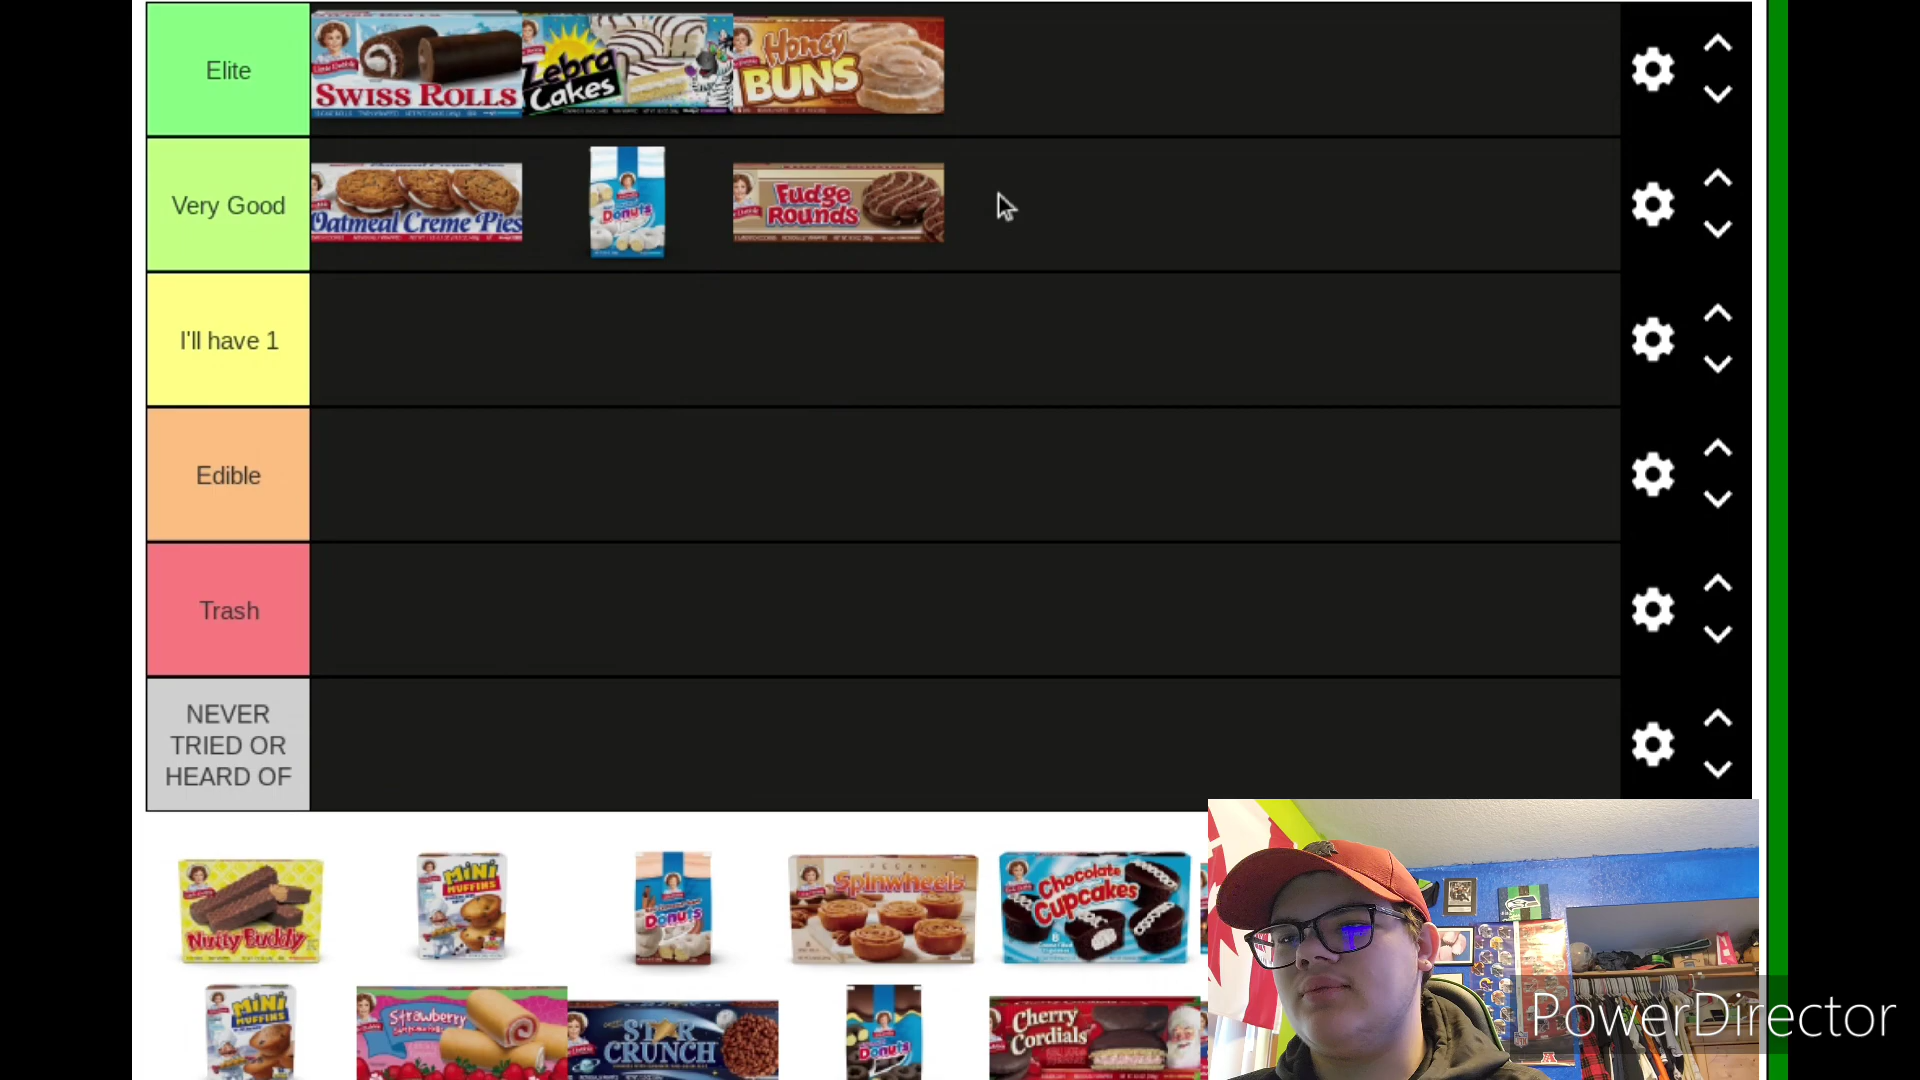 Elite
SWISS ROLLS
Zebra
Cakes
Honey
BUNS
Very Good
Oatmeal Creme Pies
Donuts
Fudge
Rounds
I'll have 1
Edible
Trash
NEVER
TRIED OR
HEARD OF
Nutty Buddy
MiNi
MUFFINS
Donuts
PECAN
Spinwheels
Chocolate
Cupcakes
8
MiNi
MUFFINS
Strawberry
STAR
CRUNCH
Donuts
Cherry
Cordials
PowerDirector